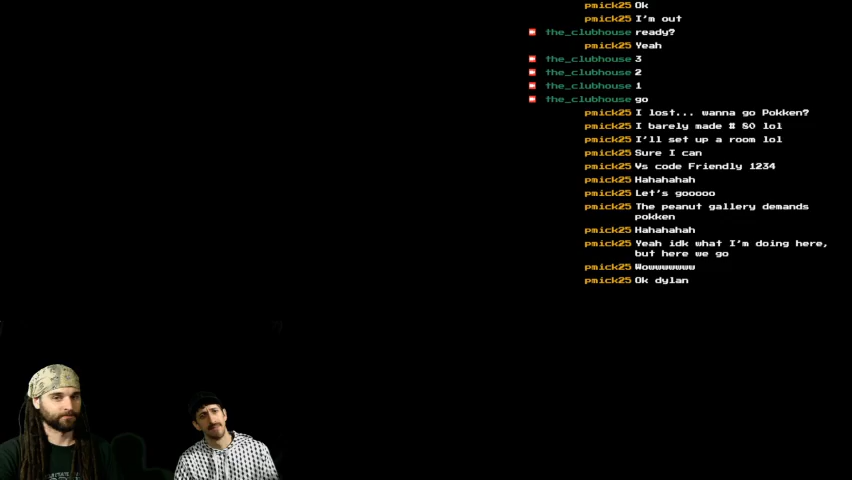 pmick25 Ok
pmick25 I'm out
the_clubhouse ready?
pmick25 Yeah
the_clubhouse 3
the_clubhouse 2
the_clubhouse 1
the_clubhouse go
pmick25 I lost... wanna go Pokken?
pmick25 I barely made # 80 lol
pmick25 I'll set up a room lol
pmick25 Sure I can
pmick25 Vs code Friendly 1234
pmick25 Hahahahah
pmick25 Let's gooooo
pmick25 The peanut gallery demands
pokken
pmick25 Hahahahah
pmick25 Yeah idk what I'm doing here,
but here we go
pmick25 Wowwwwwww
pmick25 Ok dylan